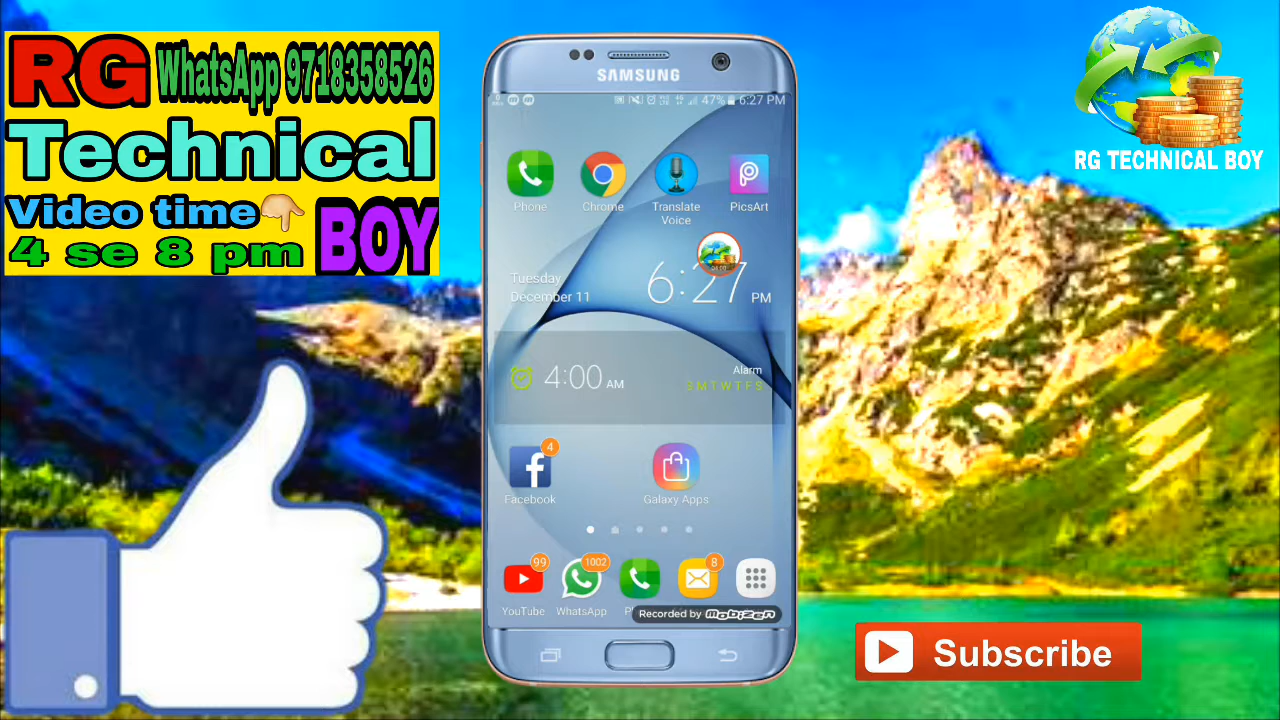 RG WhatsApp 9718358526
Technical
Video time👇
4 se 8 pm BOY
RG TECHNICAL BOY
SAMSUNG
47% 6:27 PM
Phone Chrome Translate Voice PicsArt
Tuesday
December 11
6:27 PM
04:00
4:00 AM
Alarm
S M T W T F S
4
Facebook Galaxy Apps
99 1002 8
YouTube WhatsApp
Recorded by MOBIZEN
Subscribe